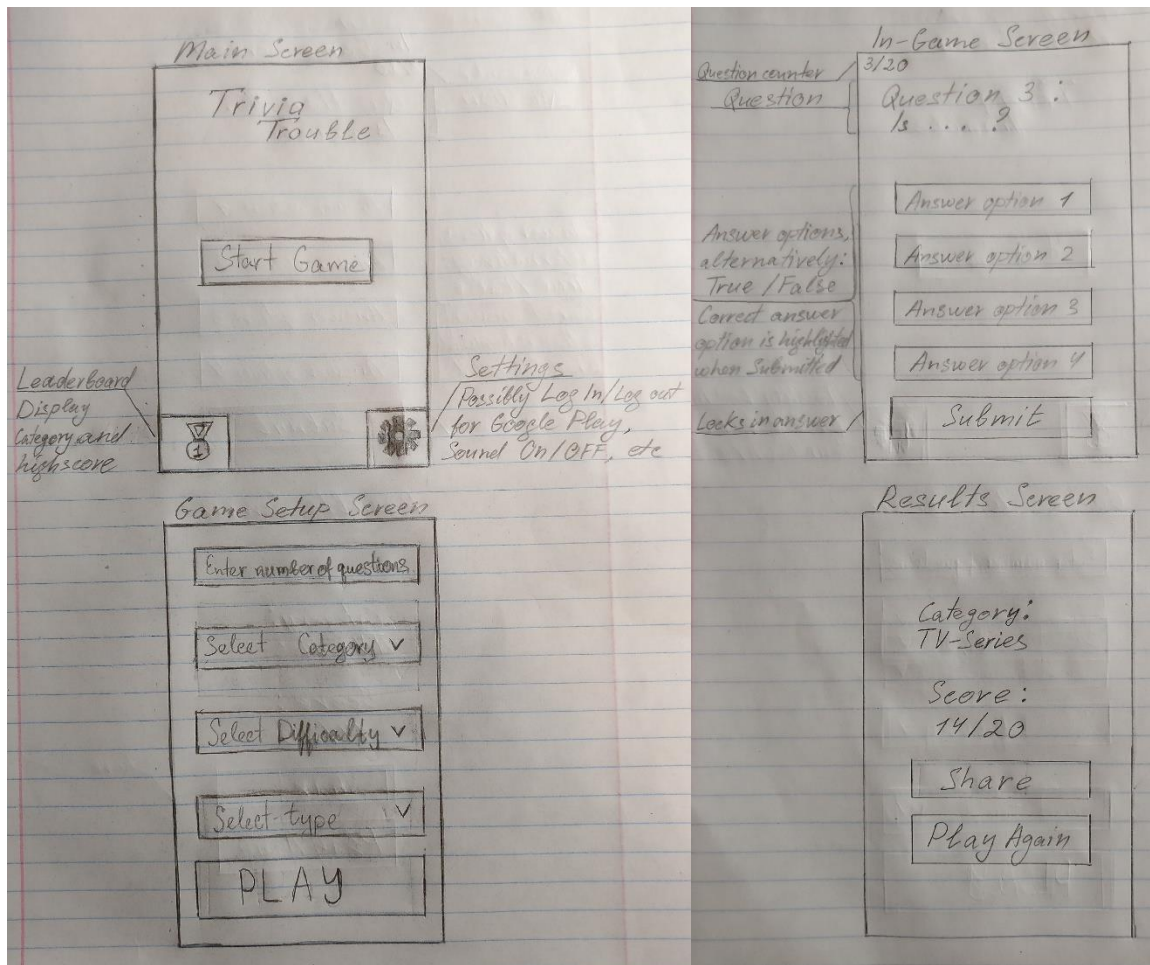 Main Screen
Trivia
Trouble
Start Game
Leaderboard
Display
Category and
highscore
1
Settings
Possibly Log In/Log out
for Google Play,
Sound On/OFF, etc
Game Setup Screen
Enter number of questions
Select Category
Select Difficulty
Select type
PLAY
In-Game Screen
Question counter
3/20
Question
Question 3 :
Is . . . . ?
Answer options,
alternatively:
True / False
Answer option 1
Answer option 2
Answer option 3
Answer option 4
Correct answer
option is highlighted
when Submitted
Locks in answer
Submit
Results Screen
Category:
TV-Series
Score:
14/20
Share
Play Again